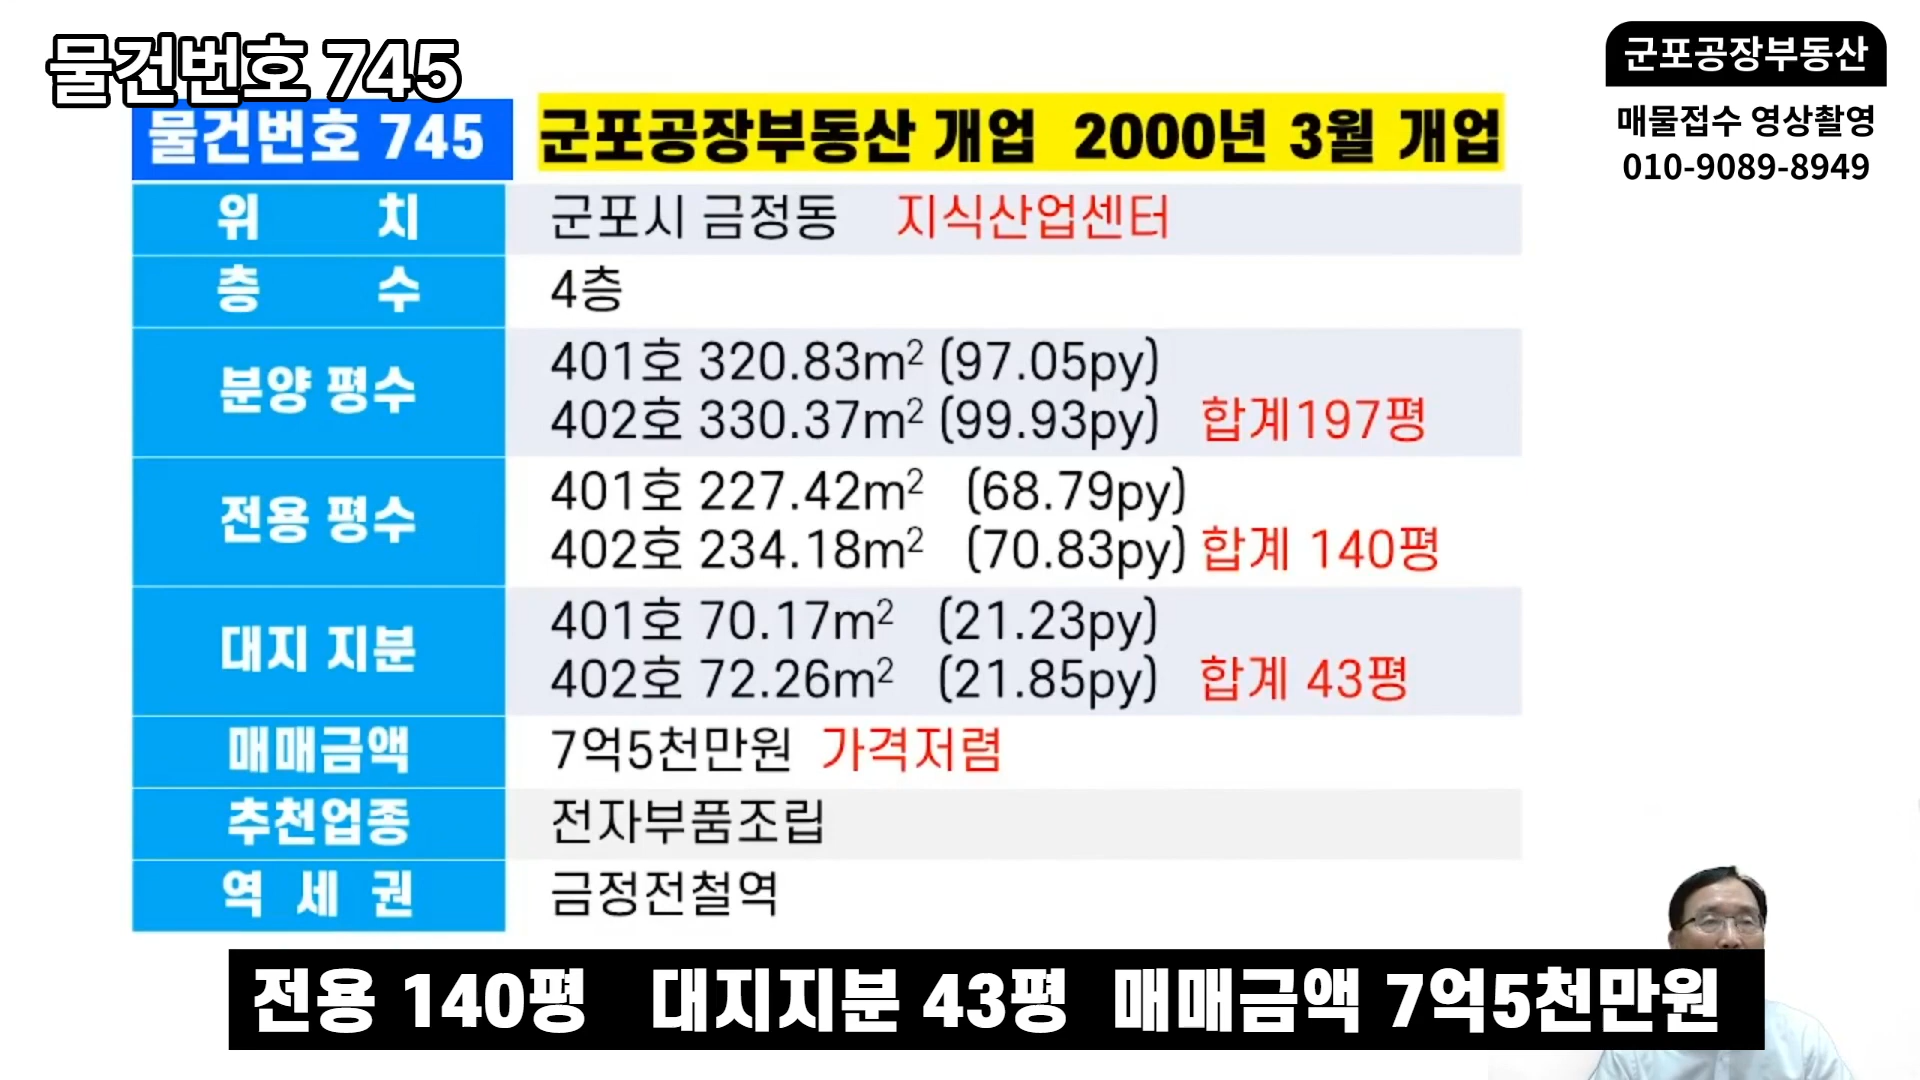 물건번호 745
군포공장부동산
매물접수 영상촬영
010-9089-8949
물건번호 745 군포공장부동산 개업 2000년 3월 개업
위 치 군포시 금정동 지식산업센터
층 수 4층
분양 평수
401호 320.83m² (97.05py)
402호 330.37m² (99.93py) 합계197평
전용 평수
401호 227.42m² (68.79py)
402호 234.18m² (70.83py) 합계 140평
대지 지분
401호 70.17m² (21.23py)
402호 72.26m² (21.85py) 합계 43평
매매금액 7억5천만원 가격저렴
추천업종 전자부품조립
역 세 권 금정전철역
전용 140평 대지지분 43평 매매금액 7억5천만원